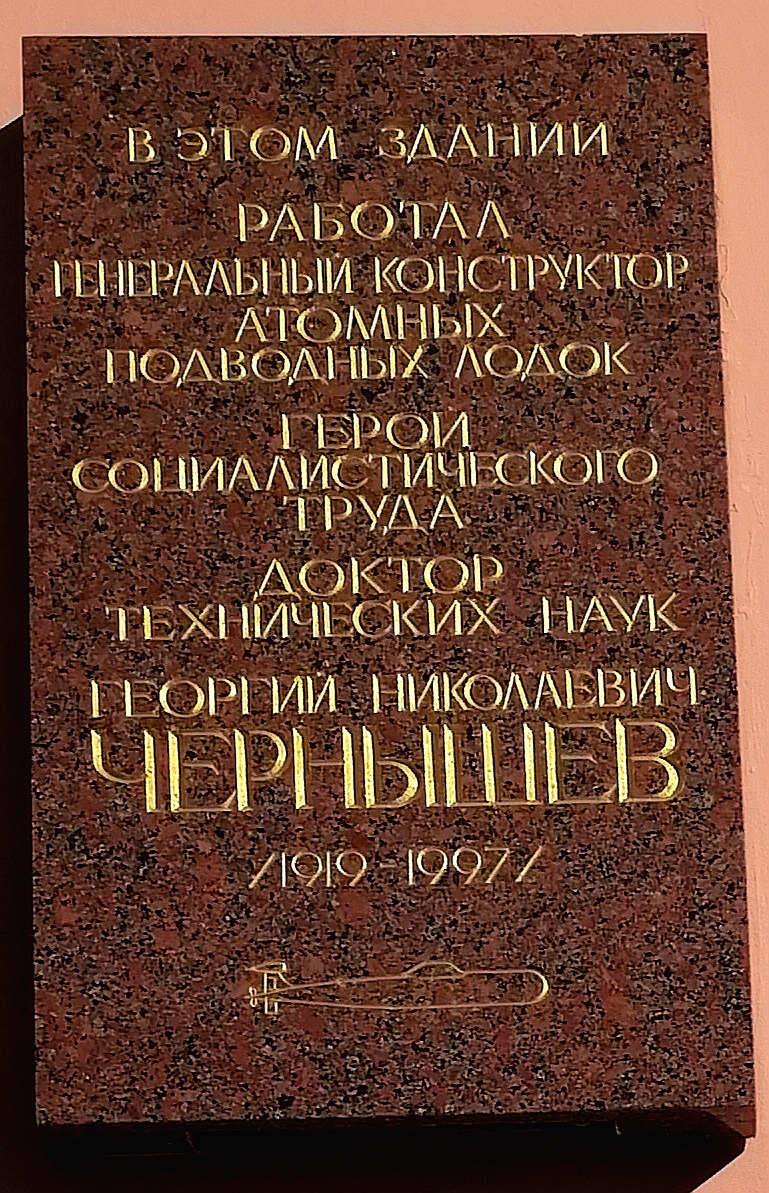 В ЭТОМ ЗДАНИИ
РАБОТАЛ
ГЕНЕРАЛЬНЫЙ КОНСТРУКТОР
АТОМНЫХ
ПОДВОДНЫХ ЛОДОК
ГЕРОЙ
СОЦИАЛИСТИЧЕСКОГО
ТРУДА
ДОКТОР
ТЕХНИЧЕСКИХ НАУК
ГЕОРГИЙ НИКОЛАЕВИЧ
ЧЕРНЫШЕВ
/1919-1997/